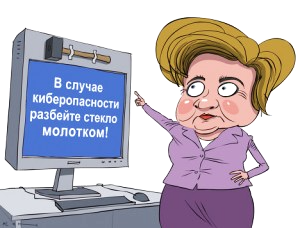 В случае
киберопасности
разбейте стекло
молотком!